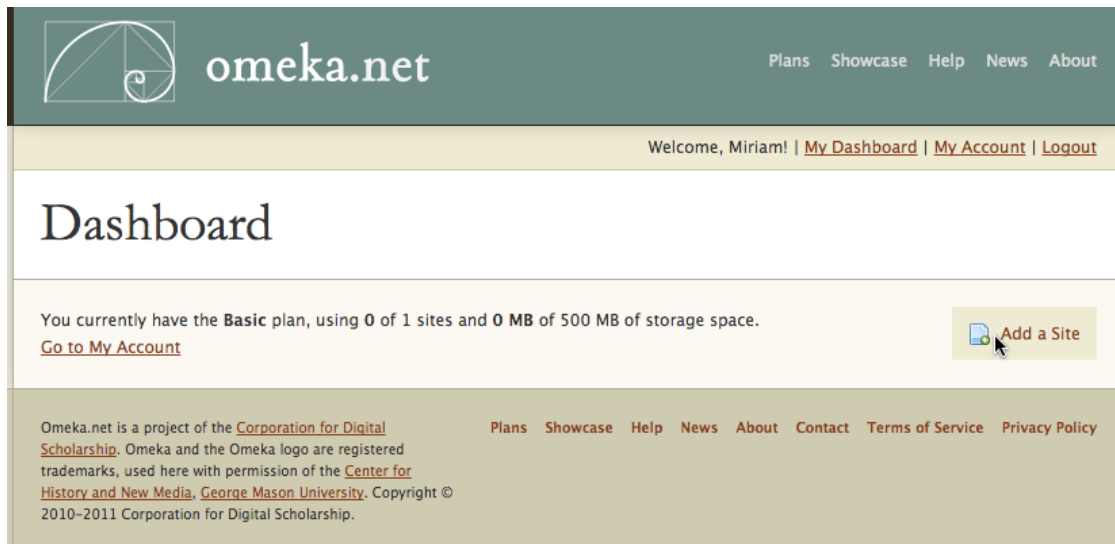 omeka.net
Plans Showcase Help News About
Welcome, Miriam! | My Dashboard | My Account | Logout
Dashboard
You currently have the Basic plan, using 0 of 1 sites and 0 MB of 500 MB of storage space.
Go to My Account
Add a Site
Omeka.net is a project of the Corporation for Digital
Scholarship. Omeka and the Omeka logo are registered
trademarks, used here with permission of the Center for
History and New Media, George Mason University. Copyright ©
2010–2011 Corporation for Digital Scholarship.
Plans Showcase Help News About Contact Terms of Service Privacy Policy